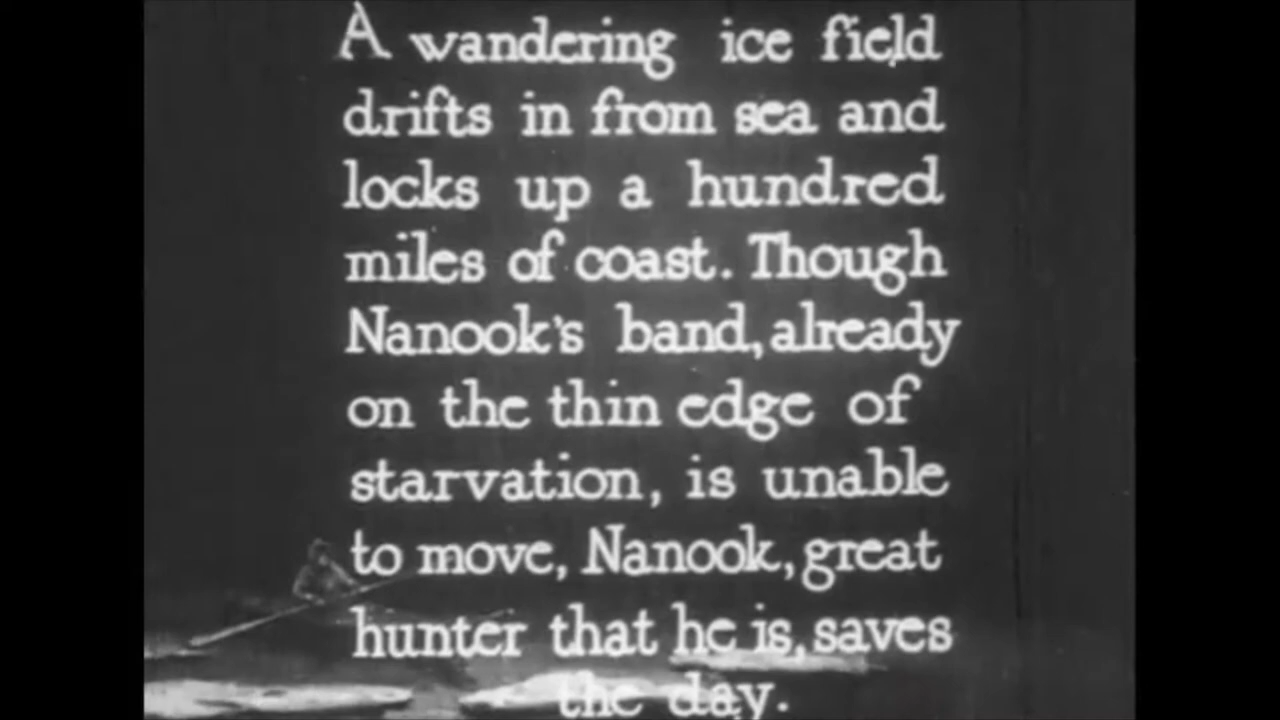 A wandering ice field
drifts in from sea and
locks up a hundred
miles of coast. Though
Nanook's band, already
on the thin edge of
starvation, is unable
to move, Nanook, great
hunter that he is, saves
the day.